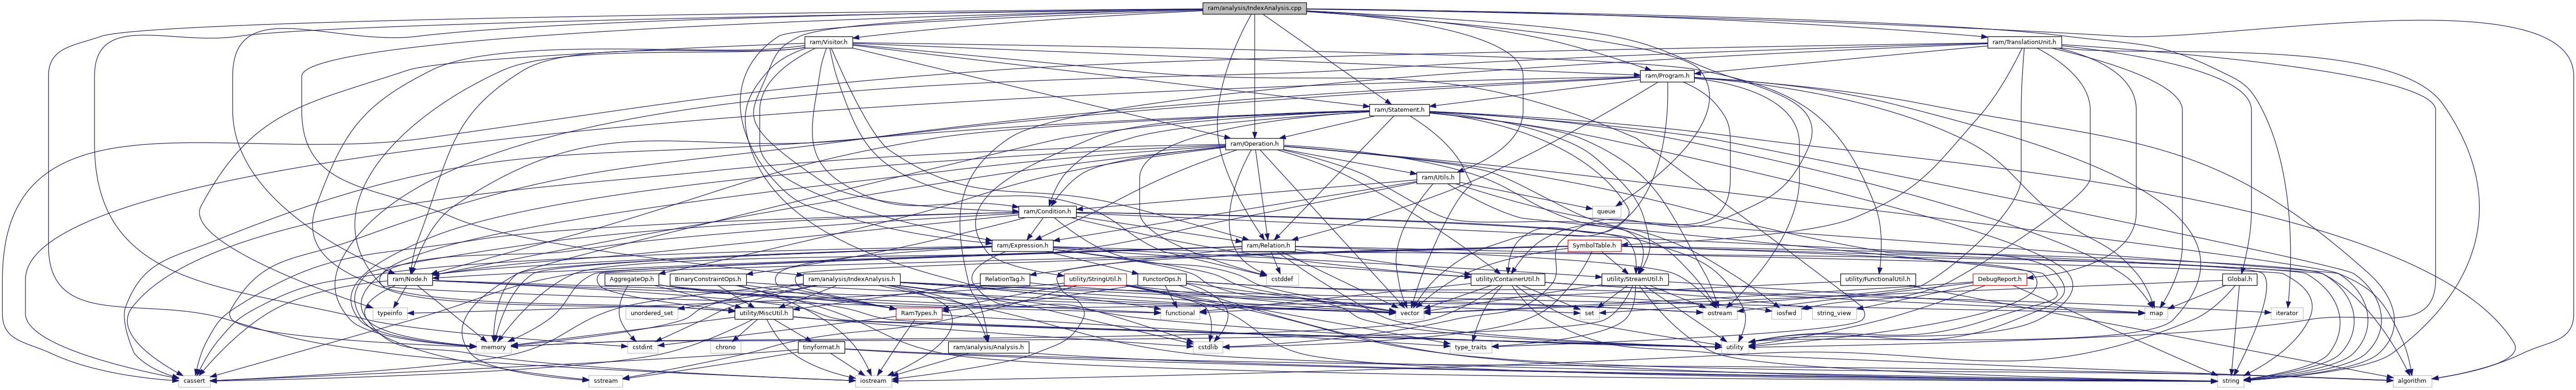 ram/analysis/IndexAnalysis.cpp
ram/Visitor.h
ram/TranslationUnit.h
ram/Program.h
ram/Statement.h
ram/Operation.h
ram/Utils.h
ram/Condition.h
queue
ram/Expression.h
ram/Relation.h
SymbolTable.h
ram/Node.h
AggregateOp.h
BinaryConstraintOps.h
ram/analysis/IndexAnalysis.h
RelationTag.h
utility/StringUtil.h
FunctorOps.h
cstddef
utility/ContainerUtil.h
utility/StreamUtil.h
utility/FunctionalUtil.h
DebugReport.h
Global.h
typeinfo
unordered_set
utility/MiscUtil.h
RamTypes.h
functional
vector
set
ostream
iosfwd
string_view
map
iterator
memory
cstdint
chrono
tinyformat.h
ram/analysis/Analysis.h
cstdlib
type_traits
utility
cassert
sstream
iostream
string
algorithm